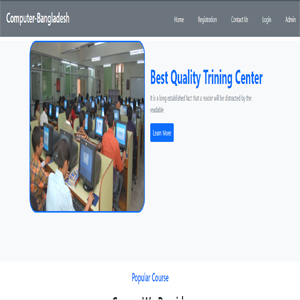 Computer-Bangladesh
Home Registration Contact Us Login Admin
Best Quality Trining Center
It is a long established fact that a reader will be distracted by the
readable
Learn More
Popular Course